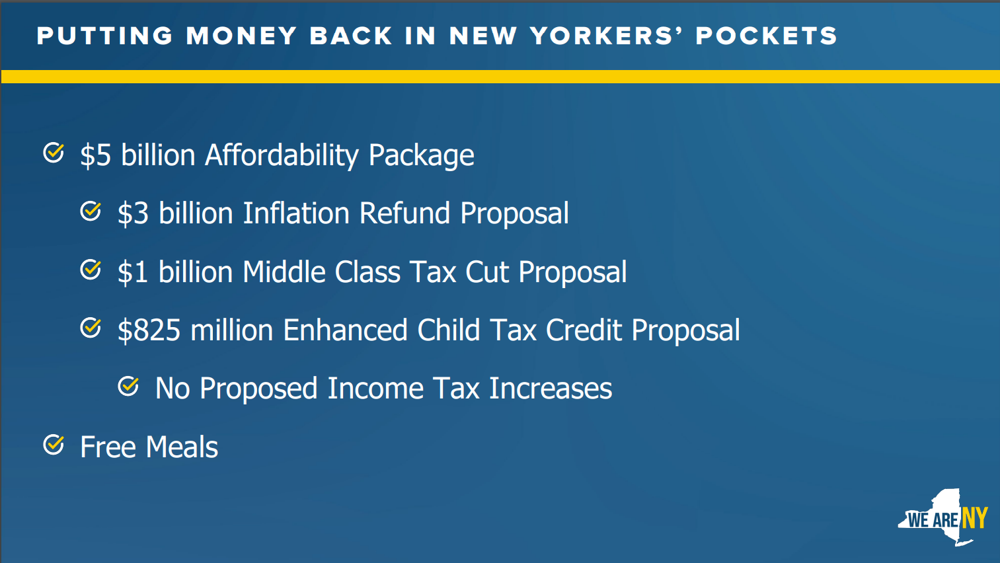 PUTTING MONEY BACK IN NEW YORKERS’ POCKETS
$5 billion Affordability Package
$3 billion Inflation Refund Proposal
$1 billion Middle Class Tax Cut Proposal
$825 million Enhanced Child Tax Credit Proposal
No Proposed Income Tax Increases
Free Meals
WE ARE NY